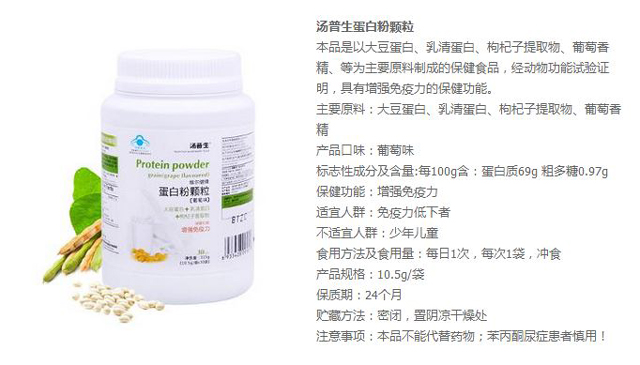 汤普生
Protein powder
蛋白粉颗粒
增强免疫力
汤普生蛋白粉颗粒
本品是以大豆蛋白、乳清蛋白、枸杞子提取物、葡萄香
精、等为主要原料制成的保健食品，经动物功能试验证
明，具有增强免疫力的保健功能。
主要原料：大豆蛋白、乳清蛋白、枸杞子提取物、葡萄香
精
产品口味：葡萄味
标志性成分及含量:每100g含：蛋白质69g 粗多糖0.97g
保健功能：增强免疫力
适宜人群：免疫力低下者
不适宜人群：少年儿童
食用方法及食用量：每日1次，每次1袋，冲食
产品规格：10.5g/袋
保质期：24个月
贮藏方法：密闭，置阴凉干燥处
注意事项：本品不能代替药物；苯丙酮尿症患者慎用！